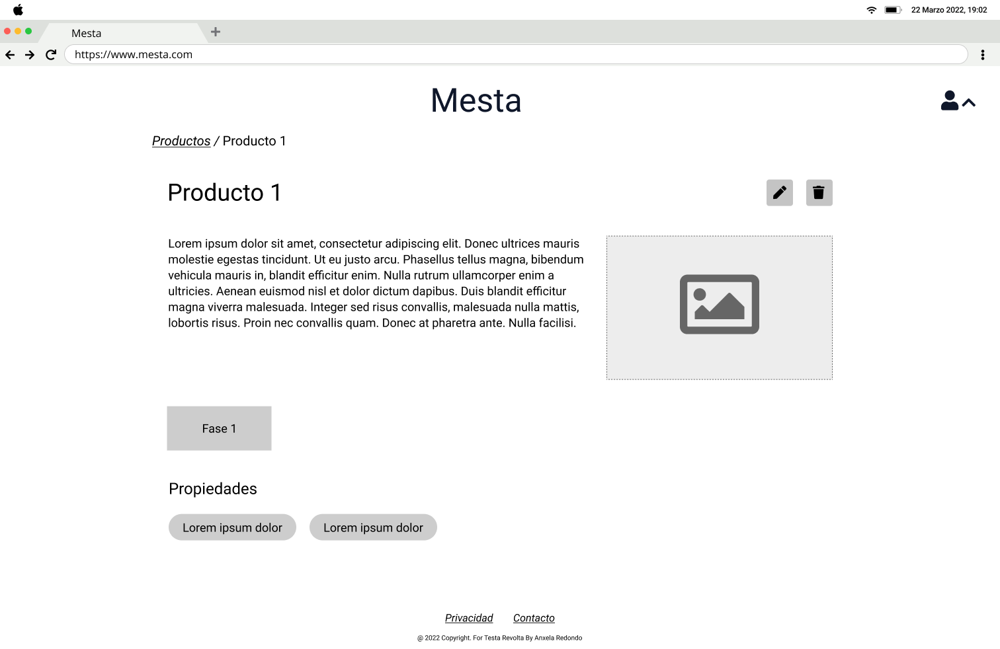 22 Marzo 2022, 19:02
Mesta
https://www.mesta.com
Mesta
Productos / Producto 1
Producto 1
Lorem ipsum dolor sit amet, consectetur adipiscing elit. Donec ultrices mauris
molestie egestas tincidunt. Ut eu justo arcu. Phasellus tellus magna, bibendum
vehicula mauris in, blandit efficitur enim. Nulla rutrum ullamcorper enim a
ultricies. Aenean euismod nisl et dolor dictum dapibus. Duis blandit efficitur
magna viverra malesuada. Integer sed risus convallis, malesuada nulla mattis,
lobortis risus. Proin nec convallis quam. Donec at pharetra ante. Nulla facilisi.
Fase 1
Propiedades
Lorem ipsum dolor
Lorem ipsum dolor
Privacidad
Contacto
@ 2022 Copyright. For Testa Revolta By Anxela Redondo